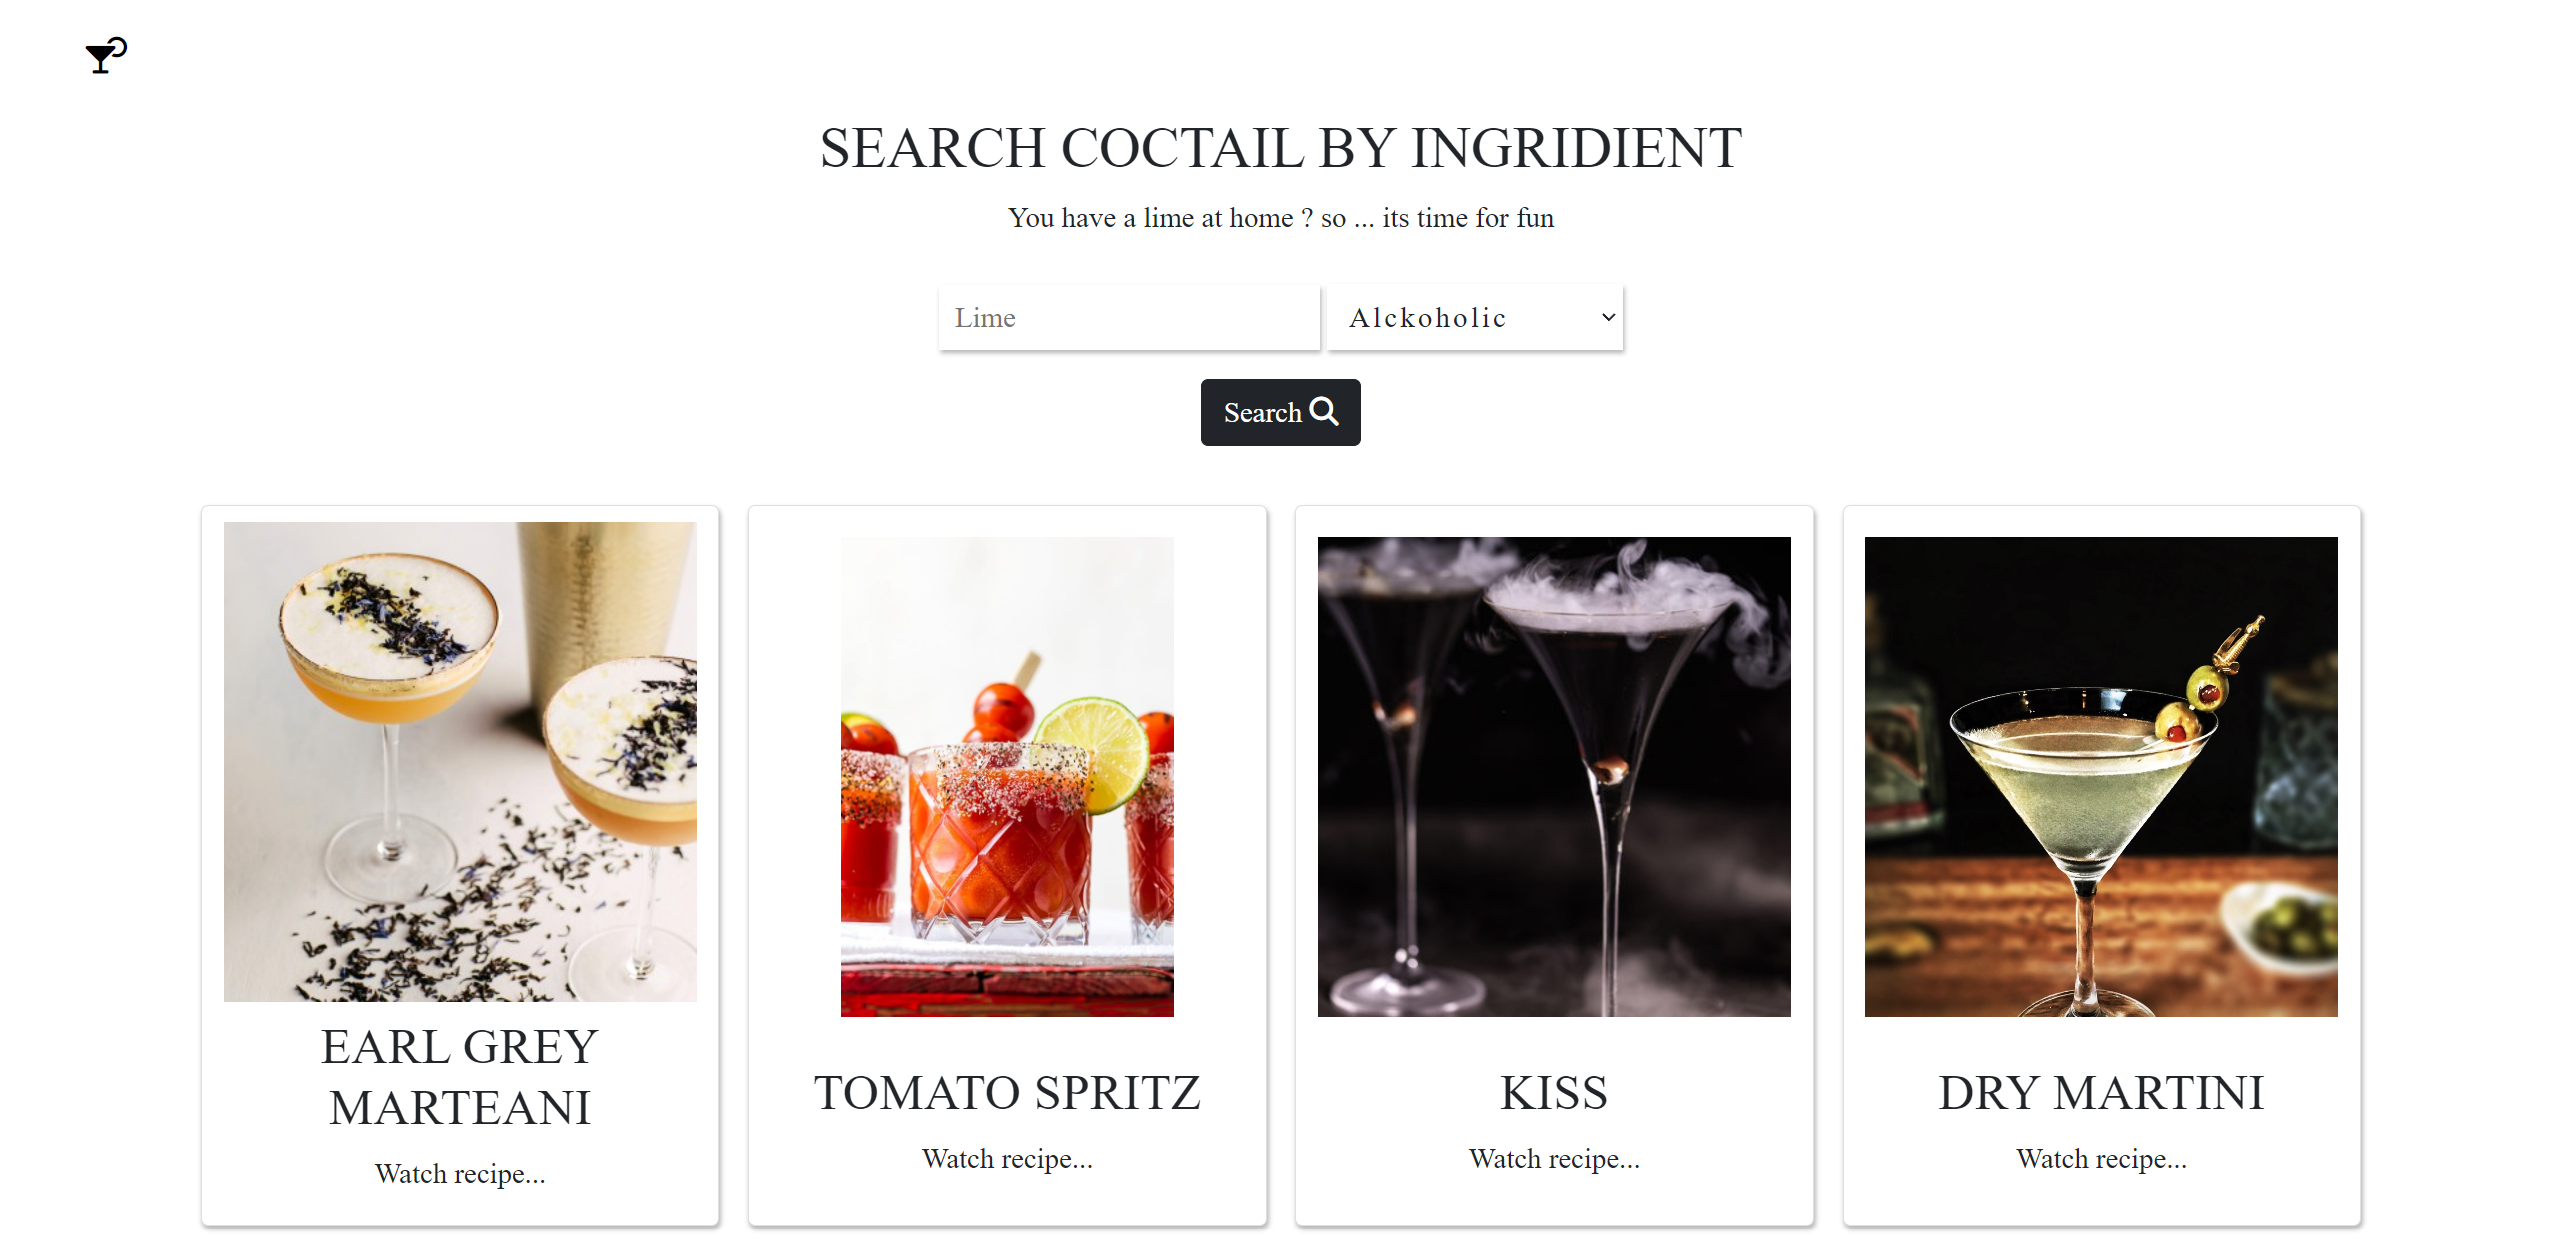 SEARCH COCTAIL BY INGRIDIENT
You have a lime at home ? so ... its time for fun
Lime
Alckoholic
Search
EARL GREY
MARTEANI
Watch recipe...
TOMATO SPRITZ
Watch recipe...
KISS
Watch recipe...
DRY MARTINI
Watch recipe...